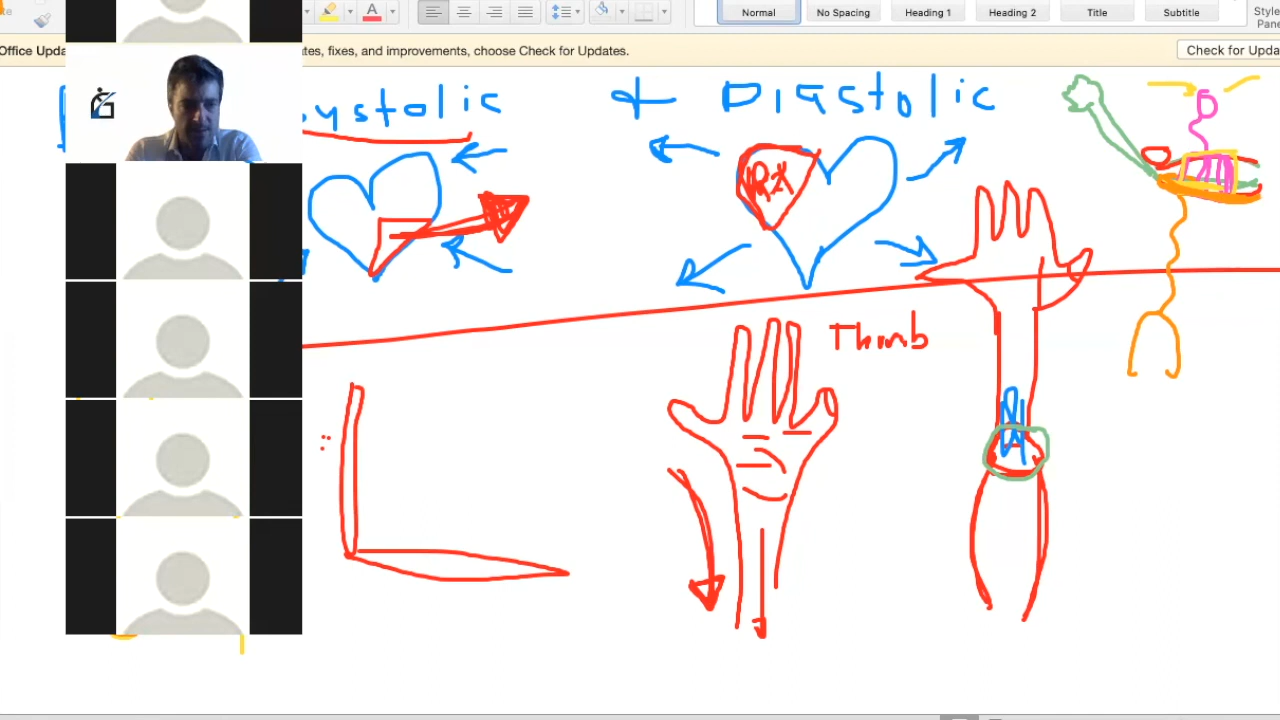 Normal No Spacing Heading 1 Heading 2 Title Subtitle
Office Upda tes, fixes, and improvements, choose Check for Updates. Check for Upda
ystolic + Diastolic
RX
Thumb